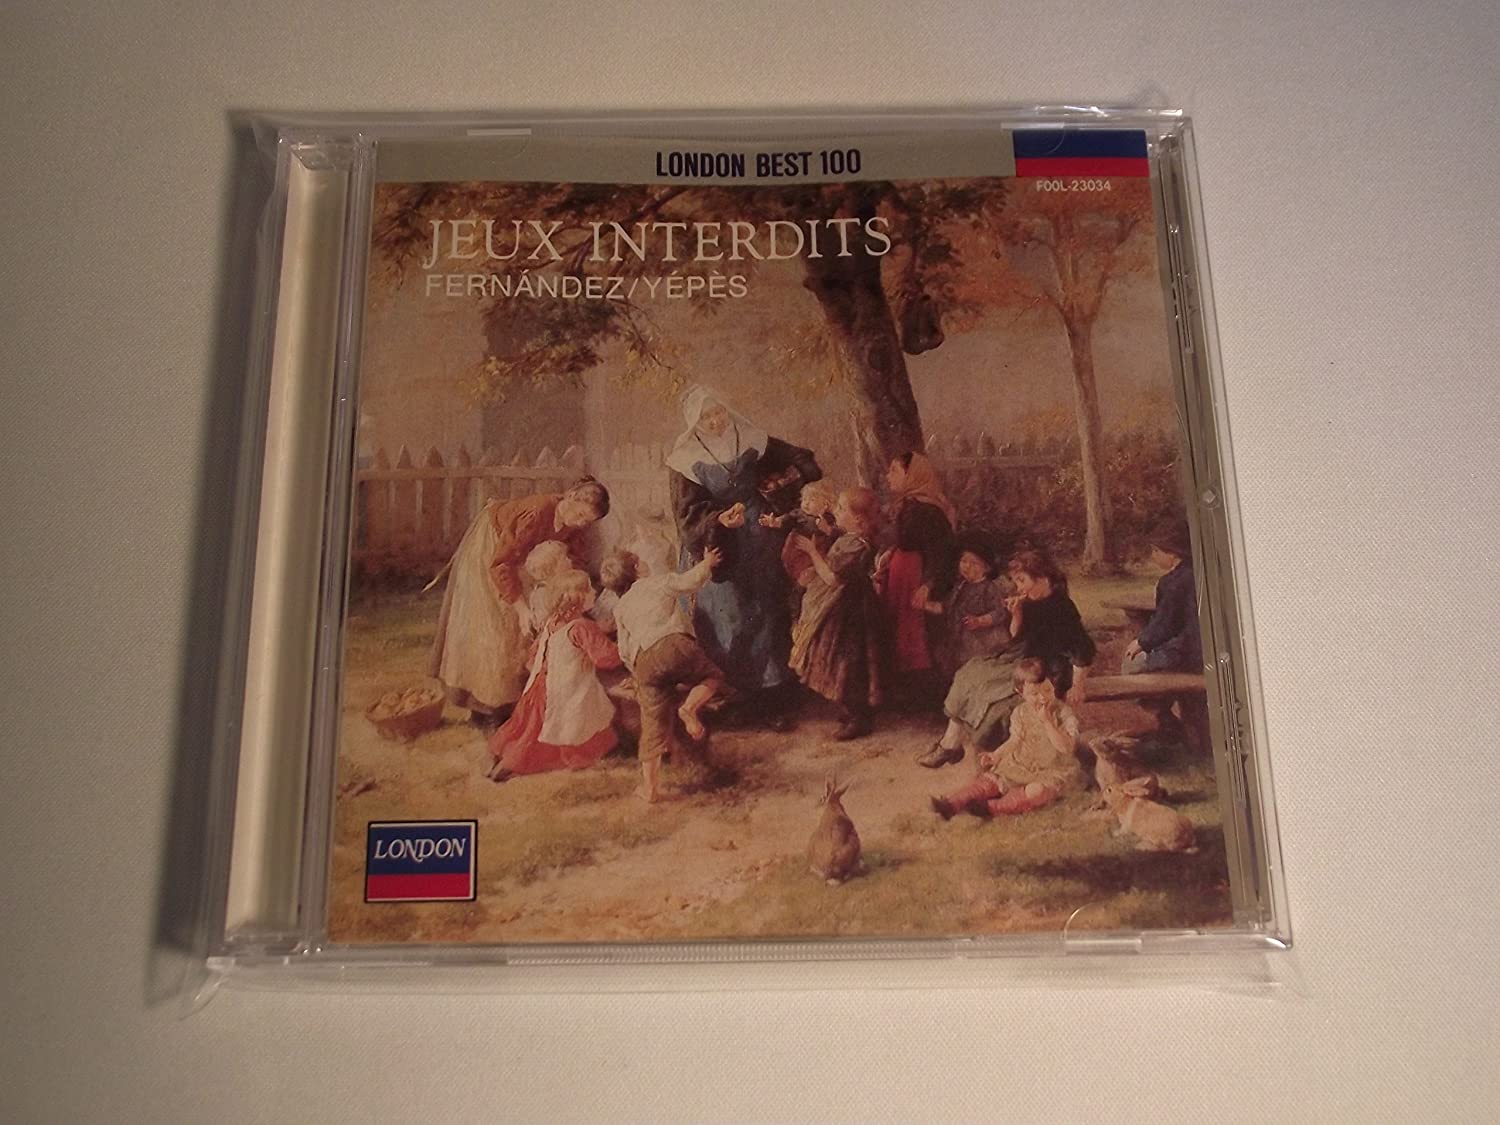 LONDON BEST 100
F00L-23034
JEUX INTERDITS
FERNÁNDEZ/YÉPÈS
LONDON